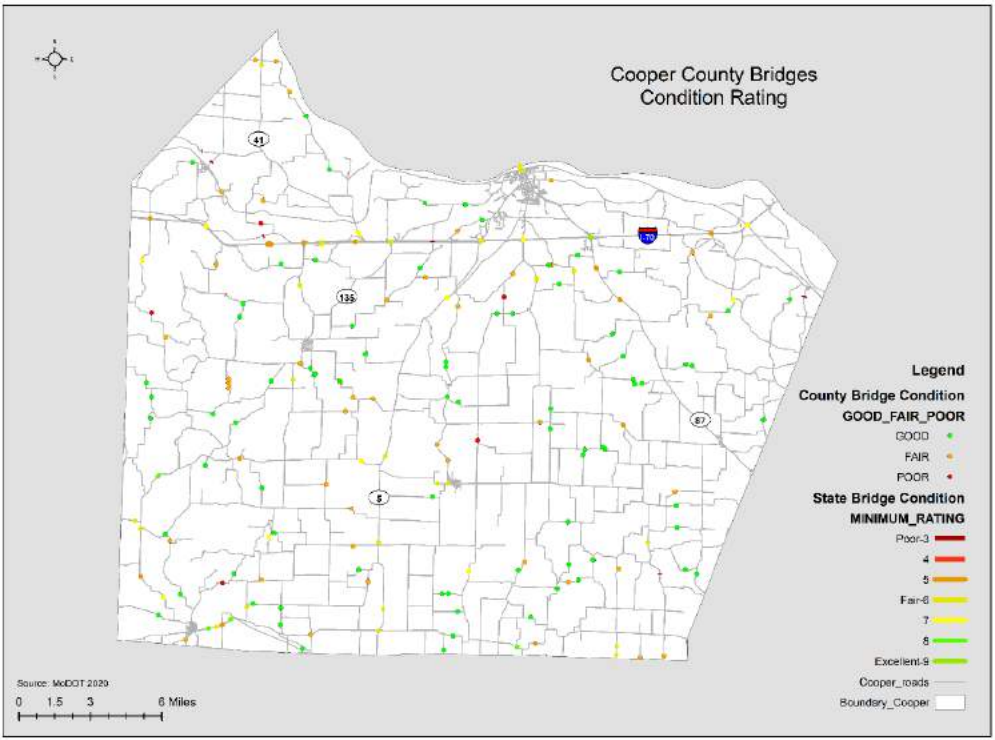 Cooper County Bridges
Condition Rating
41
I-70
135
87
5
Legend
County Bridge Condition
GOOD_FAIR_POOR
GOOD
FAIR
POOR
State Bridge Condition
MINIMUM_RATING
Poor-3
4
5
Fair-6
7
8
Excellent-9
Cooper_roads
Boundary_Cooper
Source: MoDOT 2020
0 1.5 3 6 Miles